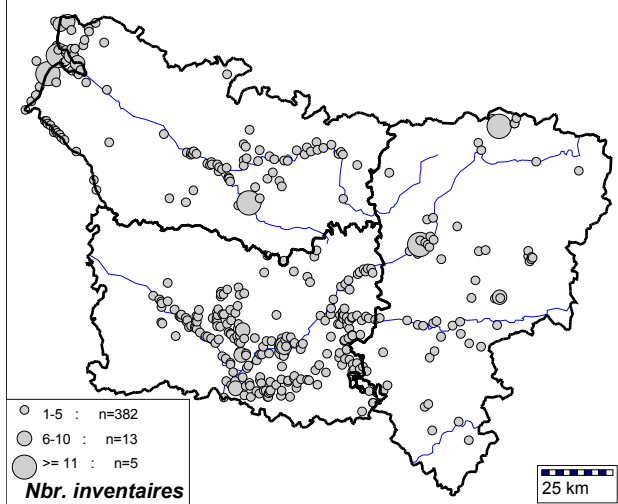 1-5 : n=382
6-10 : n=13
>= 11 : n=5
Nbr. inventaires
25 km